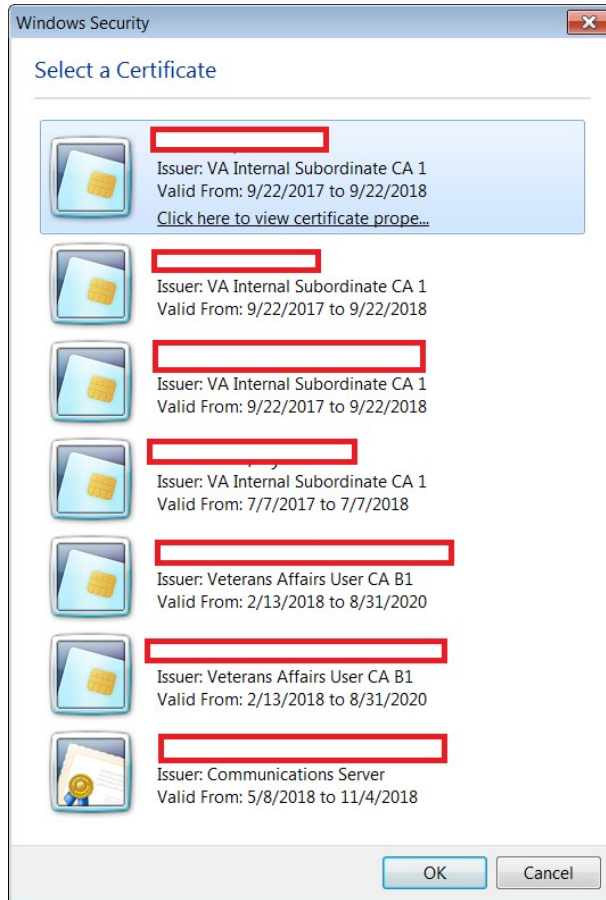 Windows Security
Select a Certificate
Issuer: VA Internal Subordinate CA 1
Valid From: 9/22/2017 to 9/22/2018
Click here to view certificate prope...
Issuer: VA Internal Subordinate CA 1
Valid From: 9/22/2017 to 9/22/2018
Issuer: VA Internal Subordinate CA 1
Valid From: 9/22/2017 to 9/22/2018
Issuer: VA Internal Subordinate CA 1
Valid From: 7/7/2017 to 7/7/2018
Issuer: Veterans Affairs User CA B1
Valid From: 2/13/2018 to 8/31/2020
Issuer: Veterans Affairs User CA B1
Valid From: 2/13/2018 to 8/31/2020
Issuer: Communications Server
Valid From: 5/8/2018 to 11/4/2018
OK
Cancel